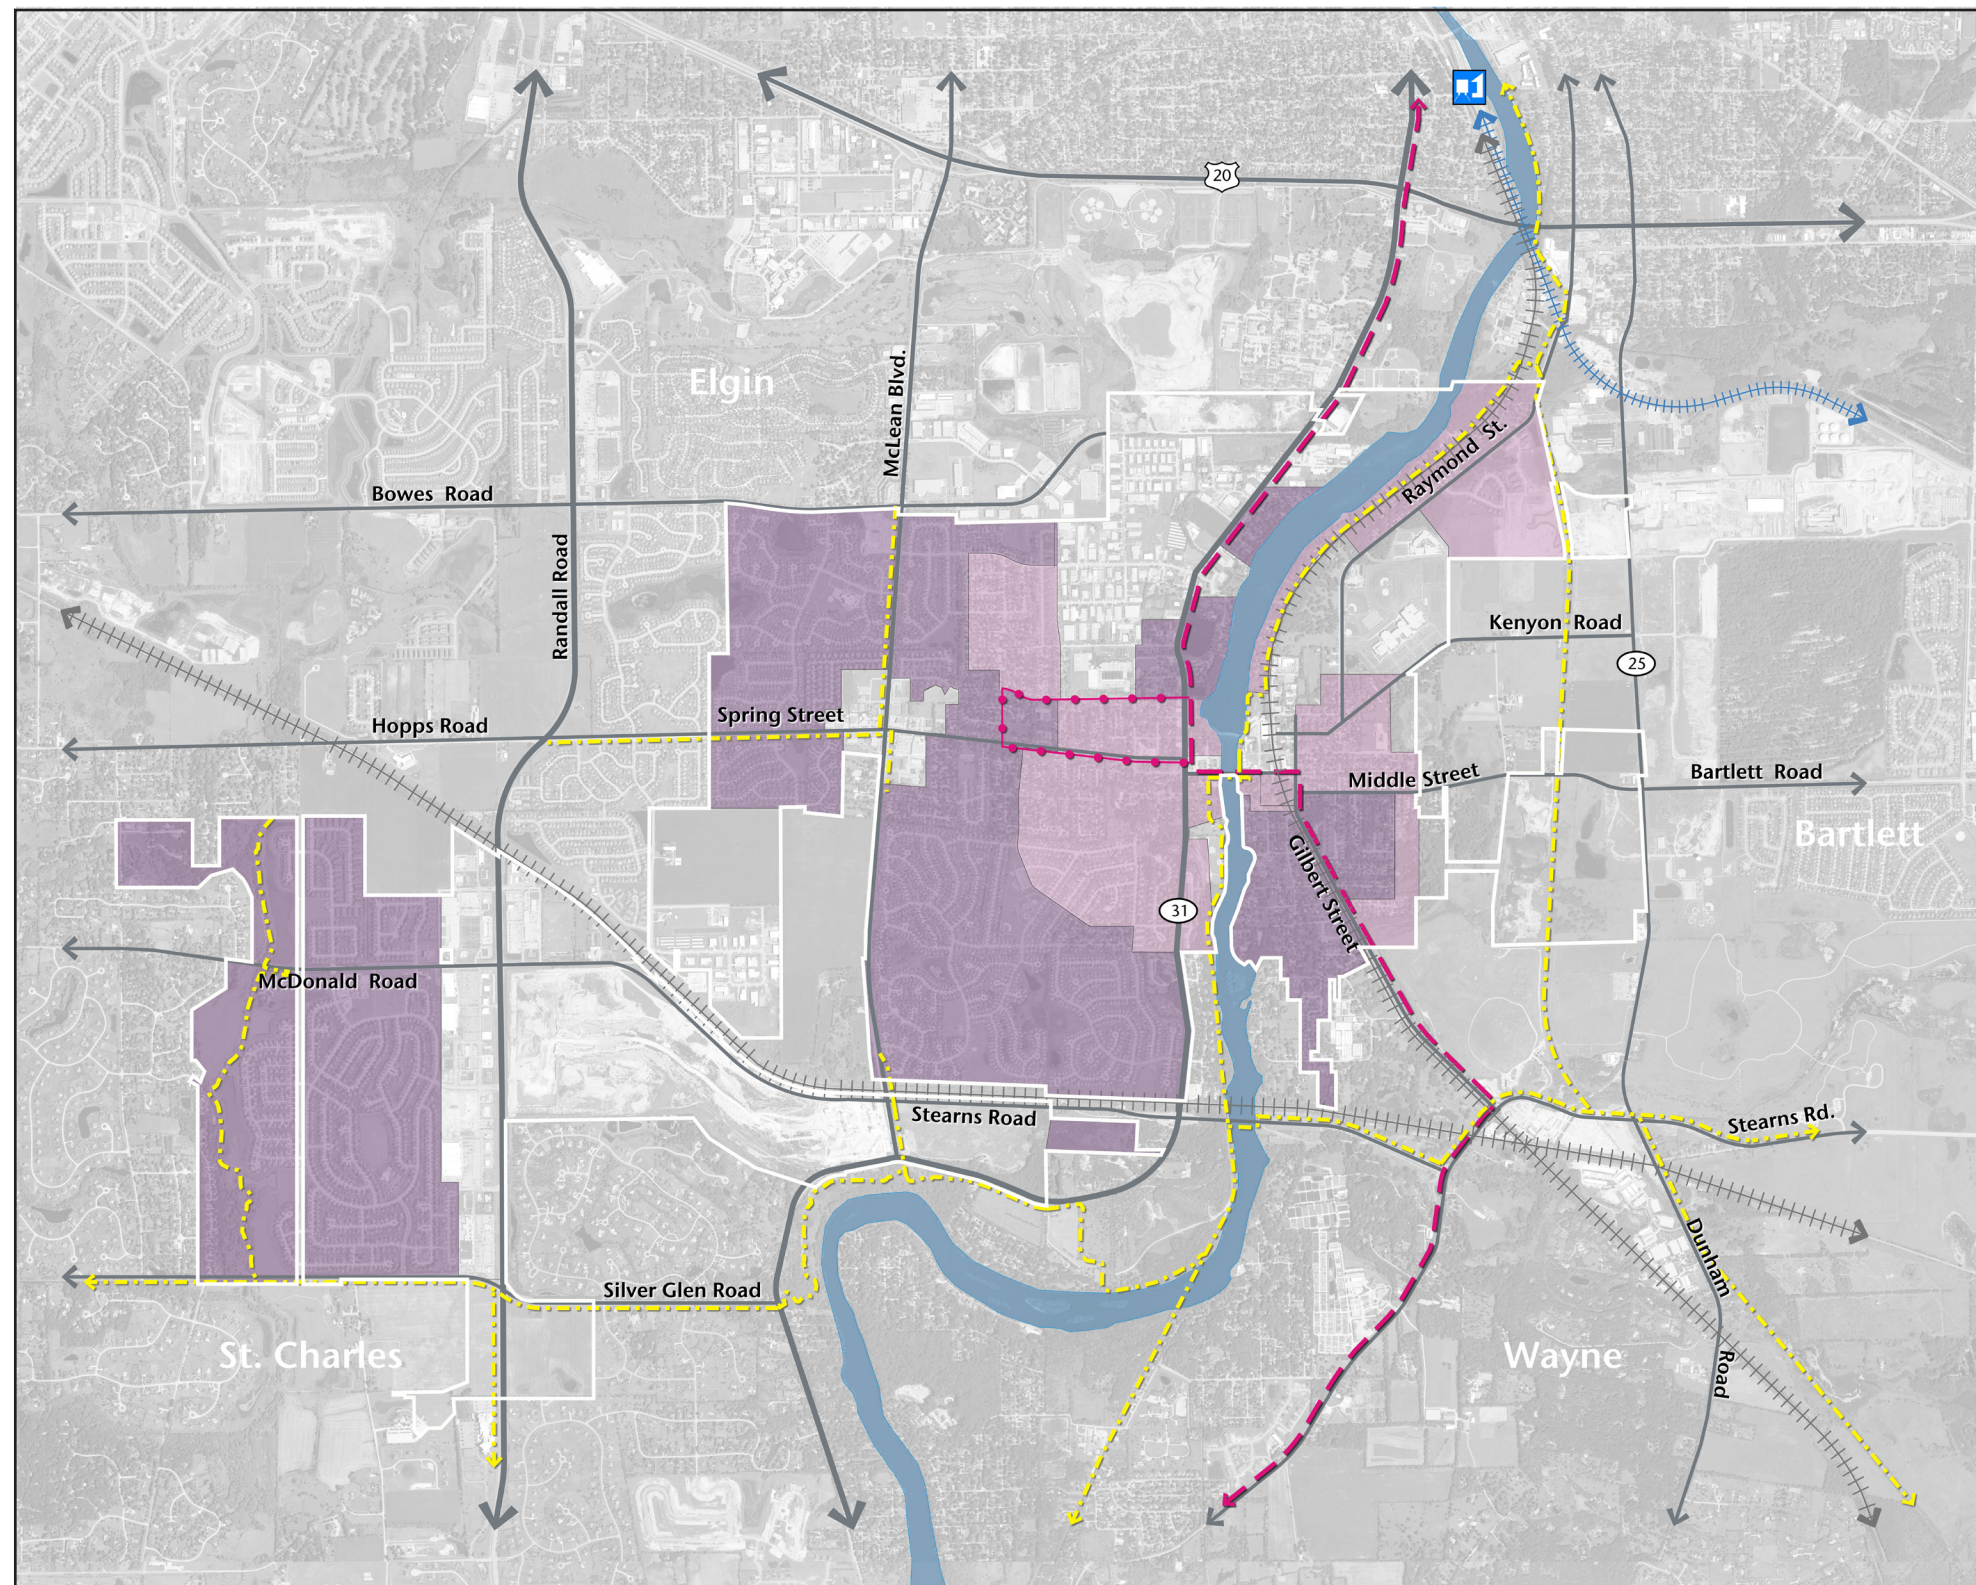 20
Elgin
McLean Blvd.
Bowes Road
Raymond St.
Randall Road
Kenyon Road
25
Hopps Road
Spring Street
Middle Street
Bartlett Road
Bartlett
Gilbert Street
31
McDonald Road
Stearns Road
Stearns Rd.
Dunham
Road
Silver Glen Road
St. Charles
Wayne